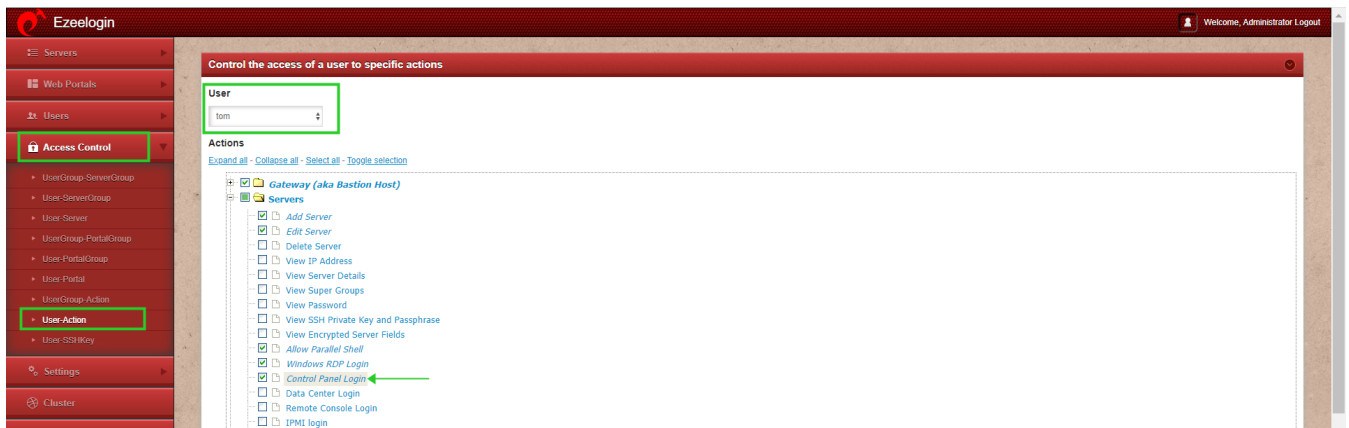 Ezeelogin
Welcome, Administrator Logout
Servers
Web Portals
Users
Access Control
UserGroup-ServerGroup
User-ServerGroup
User-Server
UserGroup-PortalGroup
User-PortalGroup
User-Portal
UserGroup-Action
User-Action
User-SSHKey
Settings
Cluster
Control the access of a user to specific actions
User
tom
Actions
Expand all - Collapse all - Select all - Toggle selection
Gateway (aka Bastion Host)
Servers
Add Server
Edit Server
Delete Server
View IP Address
View Server Details
View Super Groups
View Password
View SSH Private Key and Passphrase
View Encrypted Server Fields
Allow Parallel Shell
Windows RDP Login
Control Panel Login
Data Center Login
Remote Console Login
IPMI login